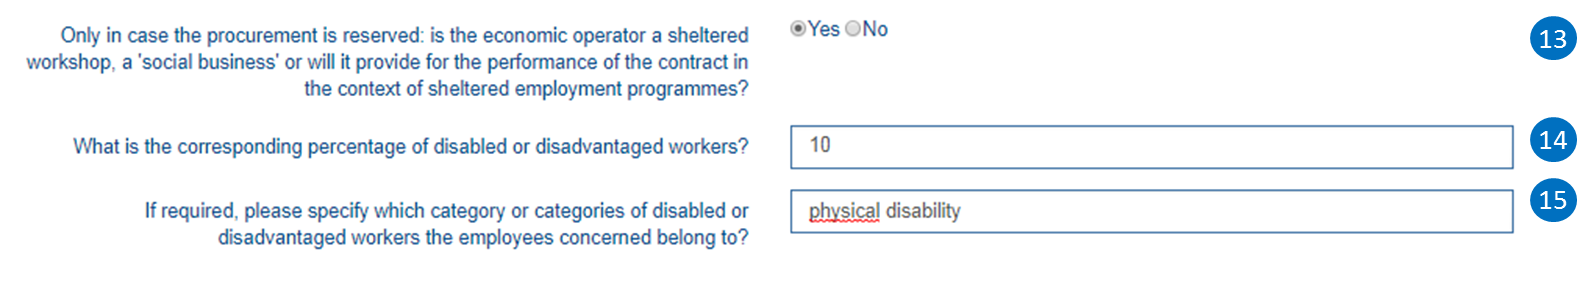 Only in case the procurement is reserved: is the economic operator a sheltered
workshop, a 'social business' or will it provide for the performance of the contract in
the context of sheltered employment programmes?
Yes No
13
What is the corresponding percentage of disabled or disadvantaged workers?
10
14
If required, please specify which category or categories of disabled or
disadvantaged workers the employees concerned belong to?
physical disability
15